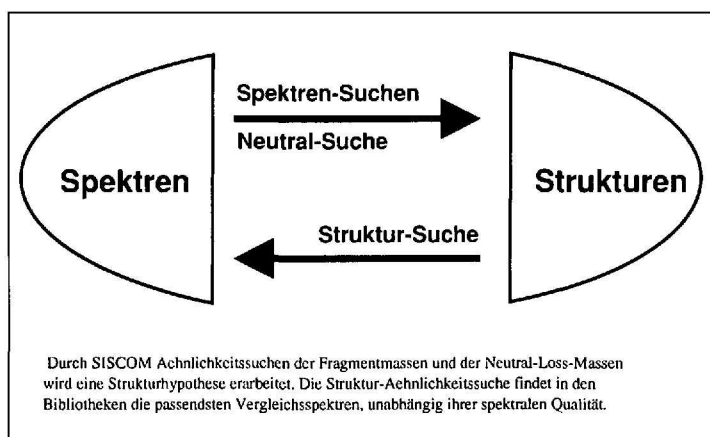 Spektren-Suchen
Neutral-Suche
Spektren
Strukturen
Struktur-Suche
Durch SISCOM Aehnlichkeitssuchen der Fragmentmassen und der Neutral-Loss-Massen
wird eine Strukturhypothese erarbeitet. Die Struktur-Aehnlichkeitssuche findet in den
Bibliotheken die passendsten Vergleichsspektren, unabhängig ihrer spektralen Qualität.